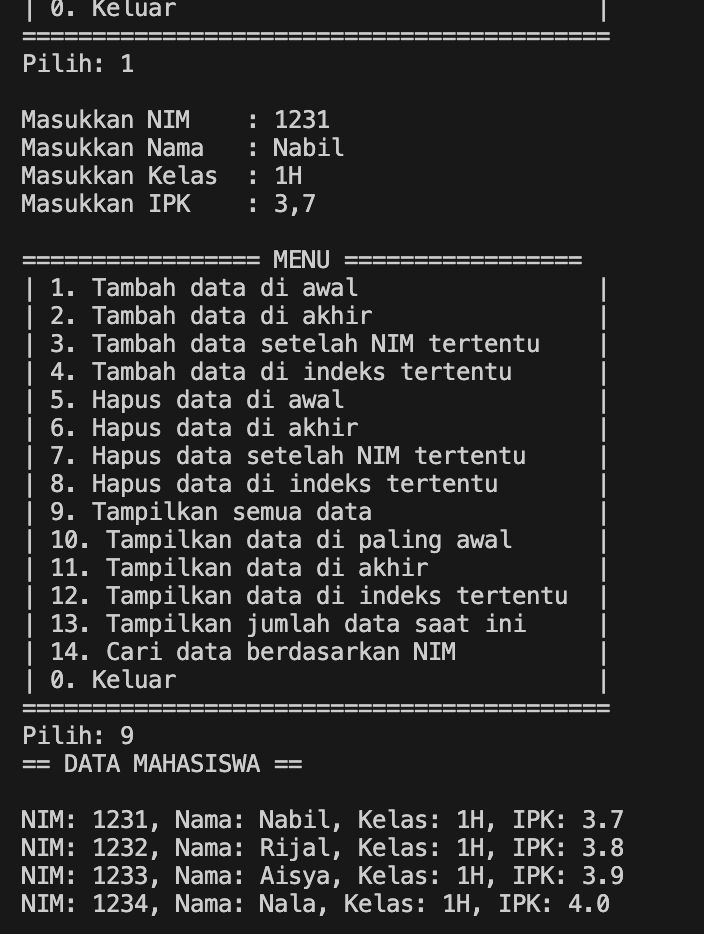 | 0. Keluar                              |
==========================================
Pilih: 1

Masukkan NIM    : 1231
Masukkan Nama   : Nabil
Masukkan Kelas  : 1H
Masukkan IPK    : 3,7

=================== MENU =================
| 1. Tambah data di awal                 |
| 2. Tambah data di akhir                |
| 3. Tambah data setelah NIM tertentu    |
| 4. Tambah data di indeks tertentu      |
| 5. Hapus data di awal                  |
| 6. Hapus data di akhir                 |
| 7. Hapus data setelah NIM tertentu     |
| 8. Hapus data di indeks tertentu       |
| 9. Tampilkan semua data                |
| 10. Tampilkan data di paling awal      |
| 11. Tampilkan data di akhir            |
| 12. Tampilkan data di indeks tertentu  |
| 13. Tampilkan jumlah data saat ini     |
| 14. Cari data berdasarkan NIM          |
| 0. Keluar                              |
==========================================
Pilih: 9
== DATA MAHASISWA ==

NIM: 1231, Nama: Nabil, Kelas: 1H, IPK: 3.7
NIM: 1232, Nama: Rijal, Kelas: 1H, IPK: 3.8
NIM: 1233, Nama: Aisya, Kelas: 1H, IPK: 3.9
NIM: 1234, Nama: Nala, Kelas: 1H, IPK: 4.0